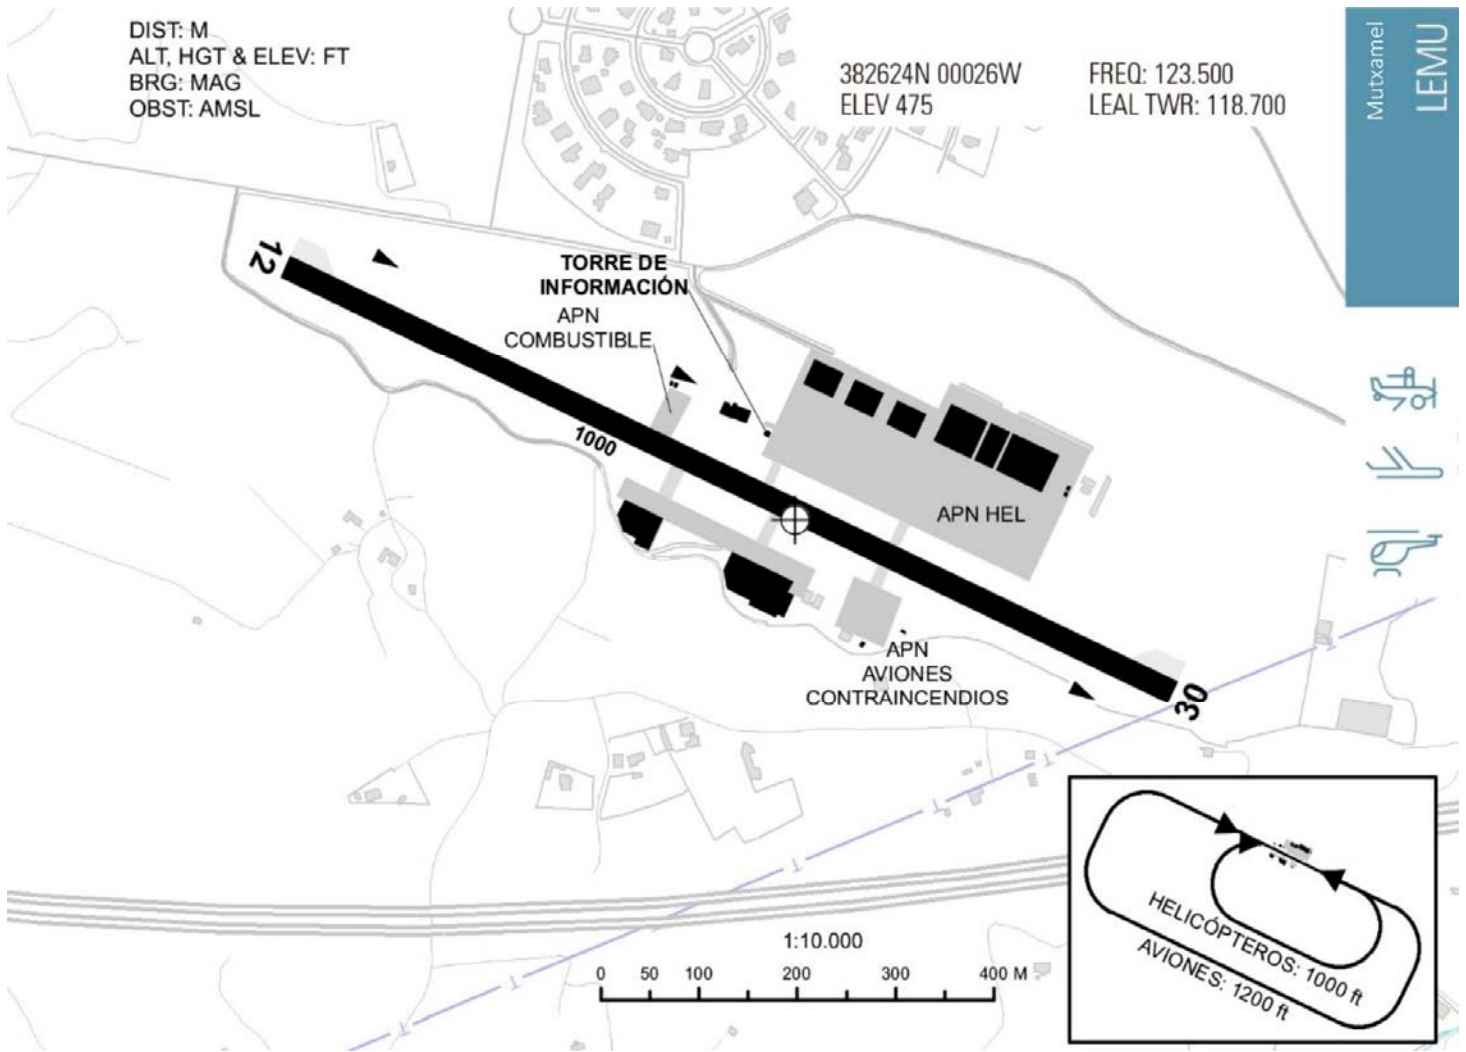 DIST: M
ALT, HGT & ELEV: FT
BRG: MAG
OBST: AMSL
382624N 00026W
ELEV 475
FREQ: 123.500
LEAL TWR: 118.700
Mutxamel
LEMU
12
TORRE DE
INFORMACIÓN
APN
COMBUSTIBLE
1000
APN HEL
APN
AVIONES
CONTRAINCENDIOS
30
HELICÓPTEROS: 1000 ft
AVIONES: 1200 ft
1:10.000
0 50 100 200 300 400 M